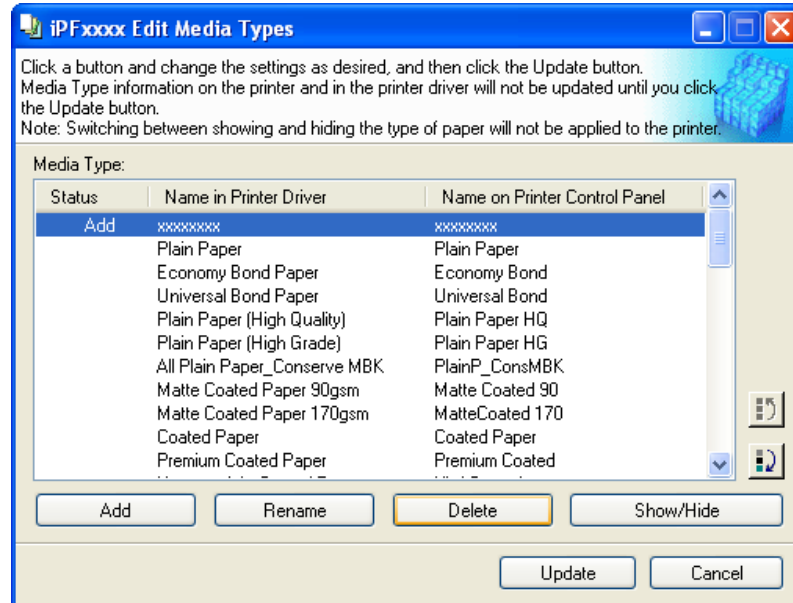 iPFxxxx Edit Media Types
Click a button and change the settings as desired, and then click the Update button.
Media Type information on the printer and in the printer driver will not be updated until you click
the Update button.
Note: Switching between showing and hiding the type of paper will not be applied to the printer.
Media Type:
Status Name in Printer Driver Name on Printer Control Panel
Add xxxxxxxx xxxxxxxx
Plain Paper Plain Paper
Economy Bond Paper Economy Bond
Universal Bond Paper Universal Bond
Plain Paper (High Quality) Plain Paper HQ
Plain Paper (High Grade) Plain Paper HG
All Plain Paper_Conserve MBK PlainP_ConsMBK
Matte Coated Paper 90gsm Matte Coated 90
Matte Coated Paper 170gsm MatteCoated 170
Coated Paper Coated Paper
Premium Coated Paper Premium Coated
Add Rename Delete Show/Hide
Update Cancel